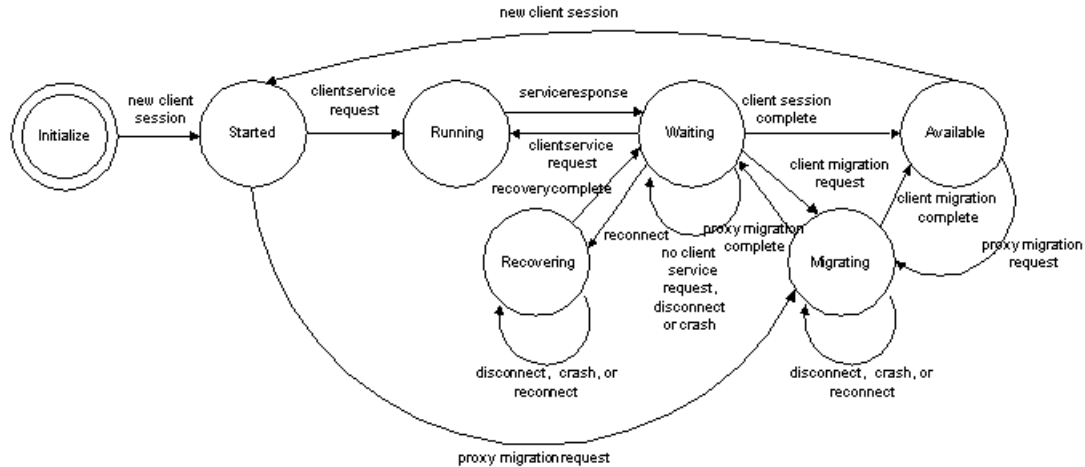 new client session
new client
session
clientservice
request
serviceresponse
client session
complete
Initialize
Started
Running
Waiting
Available
clientservice
request
client migration
request
recoverycomplete
client migration
complete
reconnect
proxy migration
complete
proxy migration
request
Recovering
Migrating
no client
service
request,
disconnect
or crash
disconnect, crash, or
reconnect
disconnect, crash, or
reconnect
proxy migrationrequest